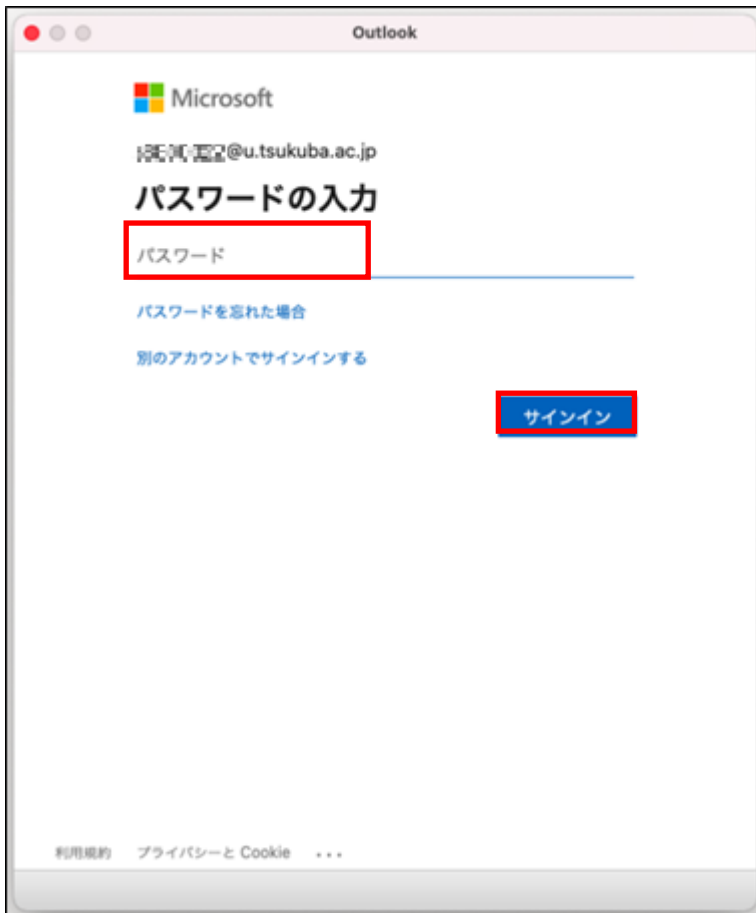 Outlook
Microsoft
@u.tsukuba.ac.jp
パスワードの入力
パスワード
パスワードを忘れた場合
別のアカウントでサインインする
サインイン
利用規約 プライバシーと Cookie ...